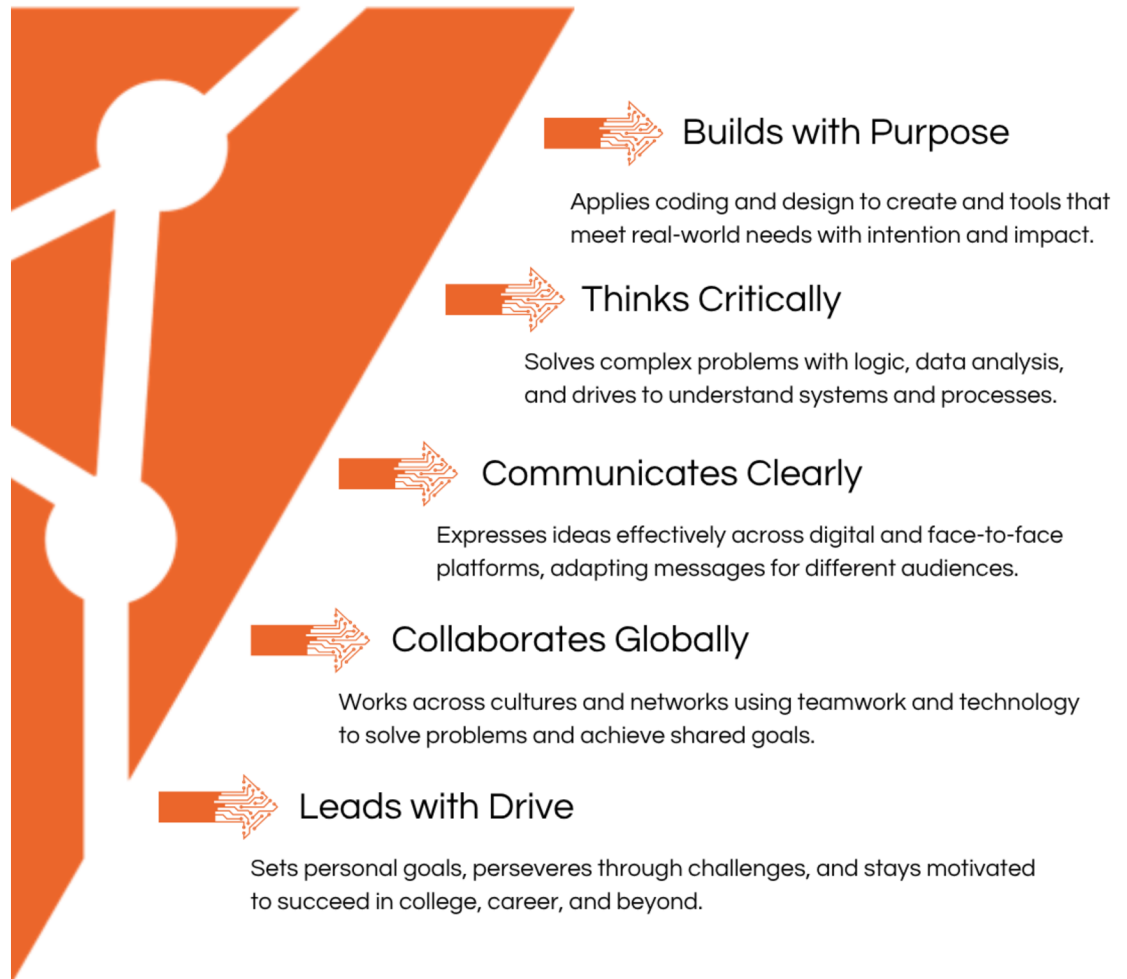 Builds with Purpose
Applies coding and design to create and tools that
meet real-world needs with intention and impact.
Thinks Critically
Solves complex problems with logic, data analysis,
and drives to understand systems and processes.
Communicates Clearly
Expresses ideas effectively across digital and face-to-face
platforms, adapting messages for different audiences.
Collaborates Globally
Works across cultures and networks using teamwork and technology
to solve problems and achieve shared goals.
Leads with Drive
Sets personal goals, perseveres through challenges, and stays motivated
to succeed in college, career, and beyond.